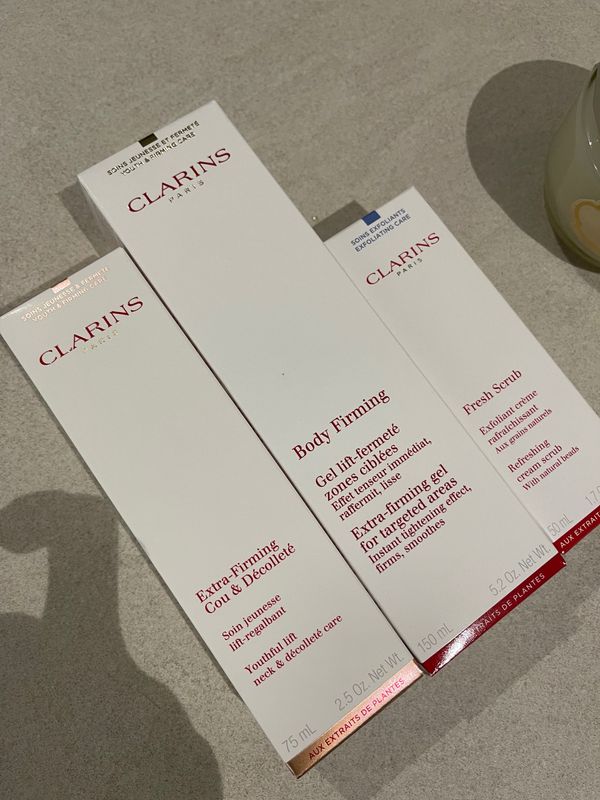 SOINS JEUNESSE & FERMETÉ
YOUTH & FIRMING CARE
CLARINS
PARIS
Extra-Firming
Cou & Décolleté
Soin jeunesse
lift-regalbant
Youthful lift
neck & décolleté care
75 mL
2.5 Oz. Net Wt.
AUX EXTRAITS DE PLANTES
SOINS JEUNESSE ET FERMETÉ
YOUTH & FIRMING CARE
CLARINS
PARIS
Body Firming
Gel lift-fermeté
zones ciblées
Effet tenseur immédiat,
raffermit, lisse
Extra-firming gel
for targeted areas
Instant tightening effect,
firms, smoothes
150 mL
5.2 Oz. Net Wt.
EXTRAITS DE PLANTES
SOINS EXFOLIANTS
EXFOLIATING CARE
CLARINS
PARIS
Fresh Scrub
Exfoliant crème
rafraîchissant
Aux grains naturels
Refreshing
cream scrub
With natural beads
50 mL
AUX EXTRAITS